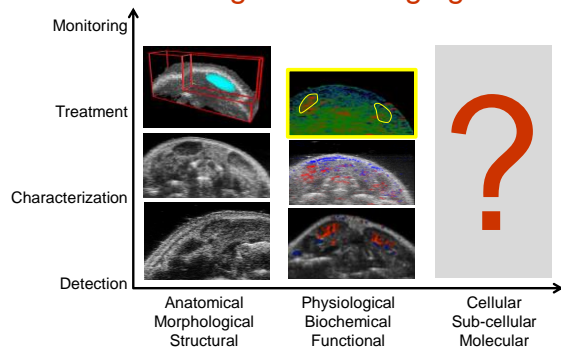 Monitoring
Treatment
?
Characterization
Detection
Anatomical
Morphological
Structural
Physiological
Biochemical
Functional
Cellular
Sub-cellular
Molecular